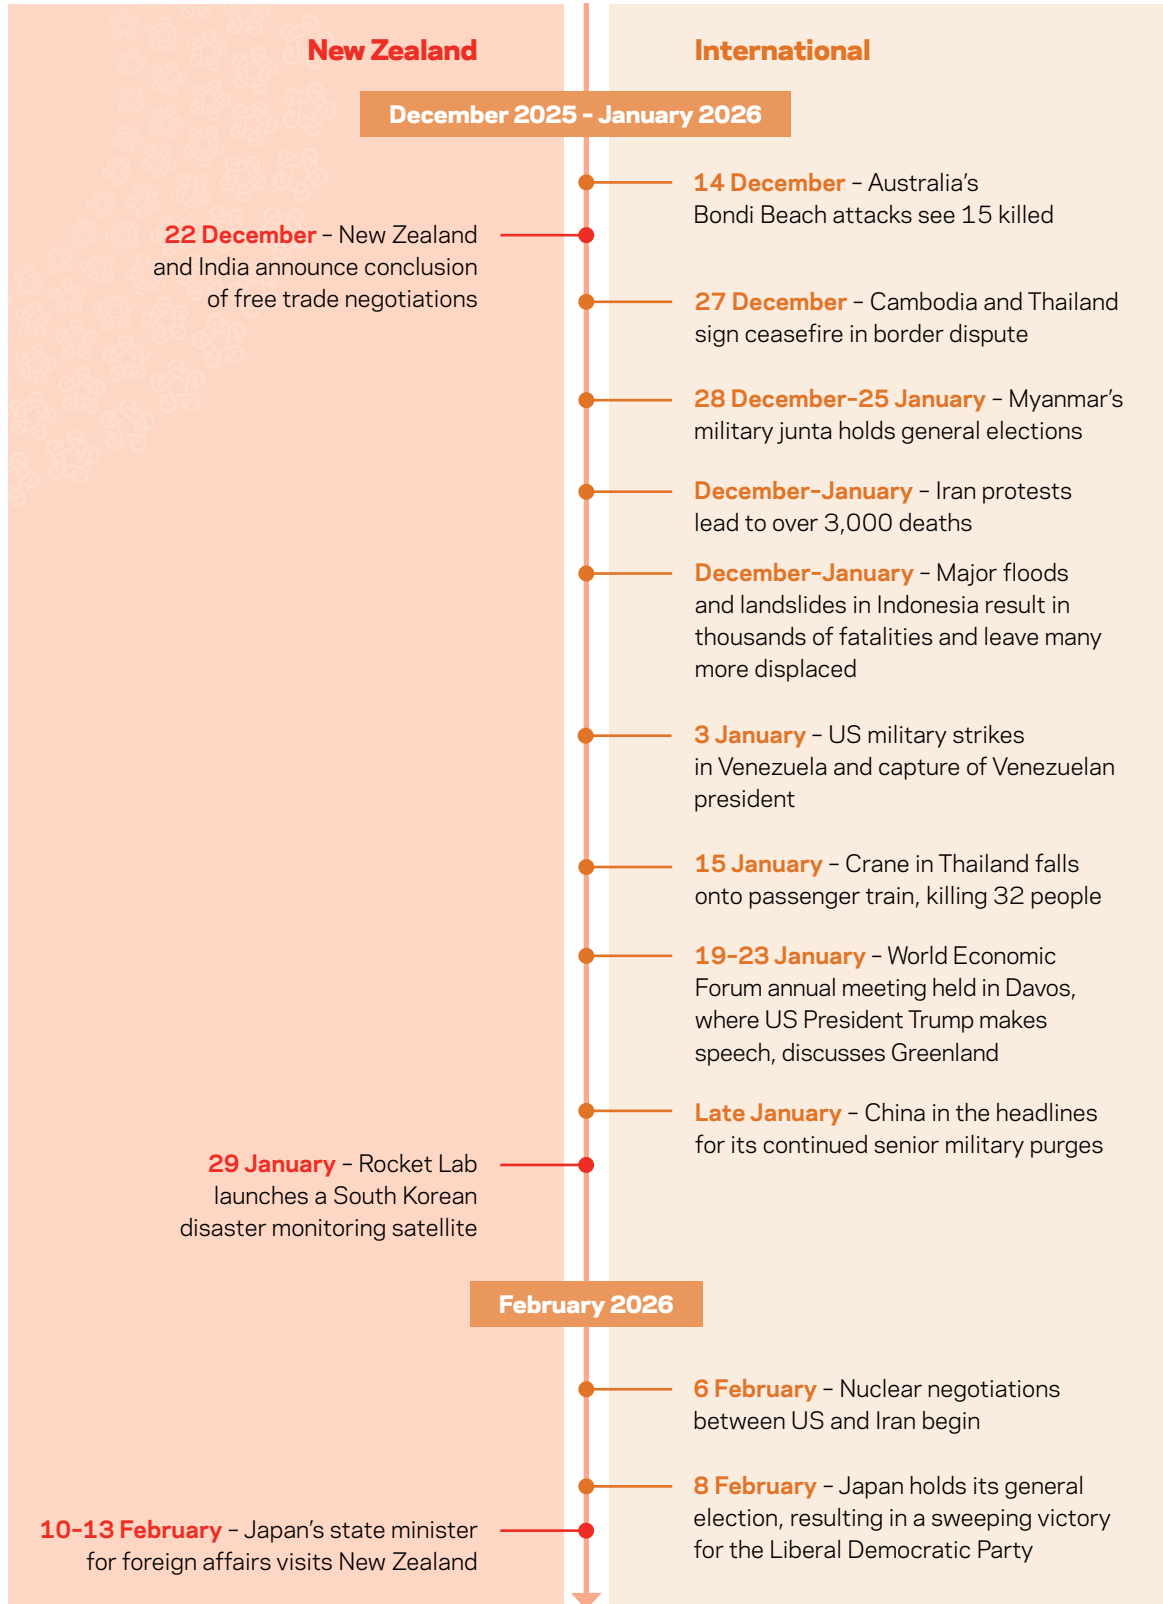 New Zealand
International
December 2025 – January 2026
14 December – Australia’s
Bondi Beach attacks see 15 killed
22 December – New Zealand
and India announce conclusion
of free trade negotiations
27 December – Cambodia and Thailand
sign ceasefire in border dispute
28 December–25 January – Myanmar’s
military junta holds general elections
December–January – Iran protests
lead to over 3,000 deaths
December–January – Major floods
and landslides in Indonesia result in
thousands of fatalities and leave many
more displaced
3 January – US military strikes
in Venezuela and capture of Venezuelan
president
15 January – Crane in Thailand falls
onto passenger train, killing 32 people
19–23 January – World Economic
Forum annual meeting held in Davos,
where US President Trump makes
speech, discusses Greenland
Late January – China in the headlines
for its continued senior military purges
29 January – Rocket Lab
launches a South Korean
disaster monitoring satellite
February 2026
6 February – Nuclear negotiations
between US and Iran begin
8 February – Japan holds its general
election, resulting in a sweeping victory
for the Liberal Democratic Party
10–13 February – Japan’s state minister
for foreign affairs visits New Zealand